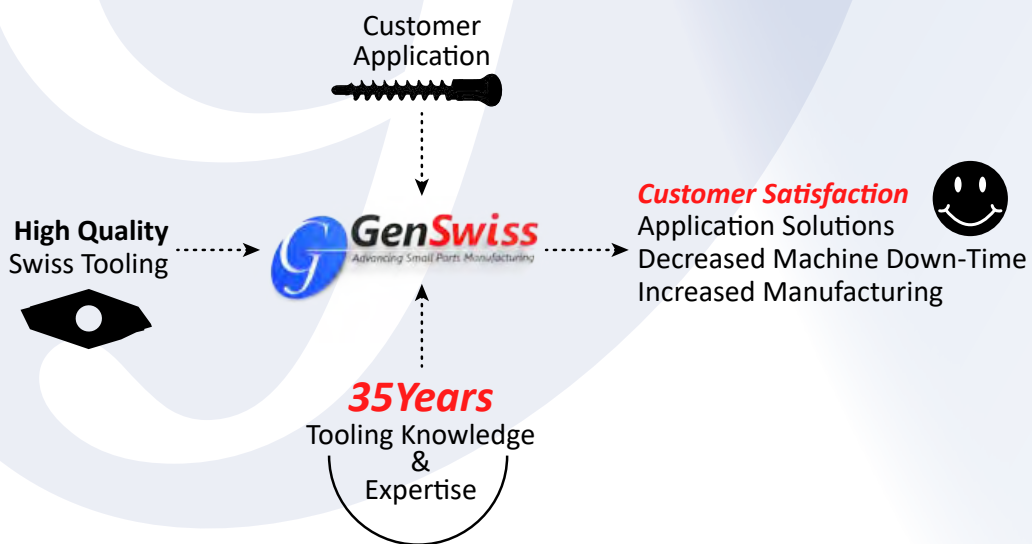 Customer
Application
High Quality
Swiss Tooling
G
GenSwiss
Advancing Small Parts Manufacturing
Customer Satisfaction
Application Solutions
Decreased Machine Down-Time
Increased Manufacturing
35Years
Tooling Knowledge
&
Expertise